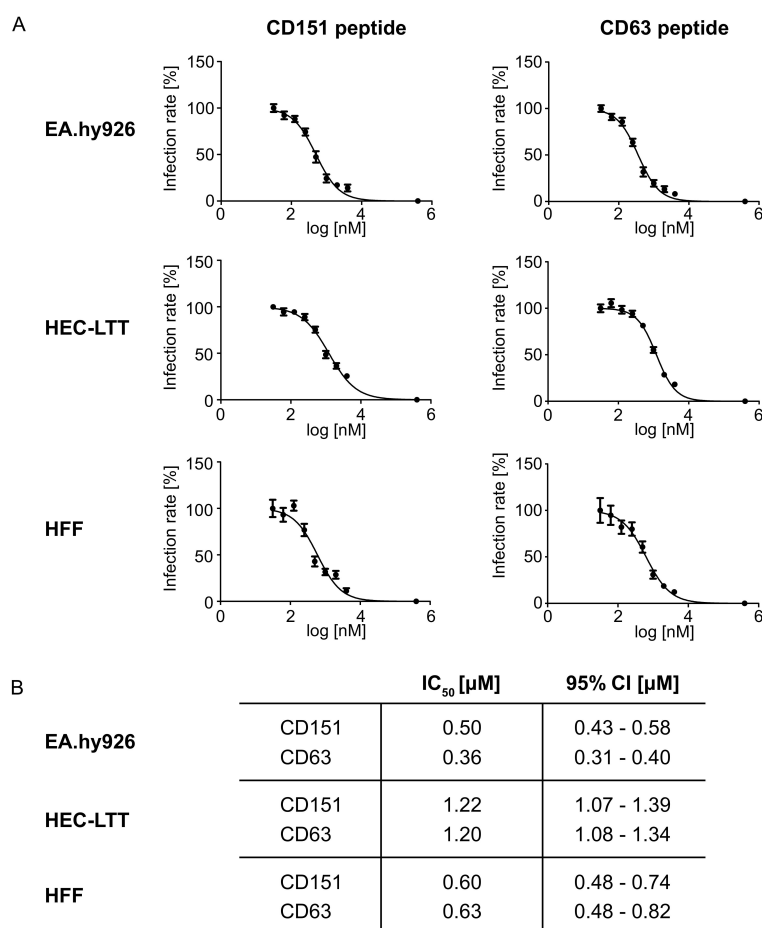 A
CD151 peptide
CD63 peptide
EA.hy926
Infection rate [%]
150
100
50
0
0 2 4 6
log [nM]
Infection rate [%]
150
100
50
0
0 2 4 6
log [nM]
HEC-LTT
Infection rate [%]
150
100
50
0
0 2 4 6
log [nM]
Infection rate [%]
150
100
50
0
0 2 4 6
log [nM]
HFF
Infection rate [%]
150
100
50
0
0 2 4 6
log [nM]
Infection rate [%]
150
100
50
0
0 2 4 6
log [nM]
B
IC50 [µM] 95% CI [µM]
EA.hy926
CD151 0.50 0.43 - 0.58
CD63 0.36 0.31 - 0.40
HEC-LTT
CD151 1.22 1.07 - 1.39
CD63 1.20 1.08 - 1.34
HFF
CD151 0.60 0.48 - 0.74
CD63 0.63 0.48 - 0.82